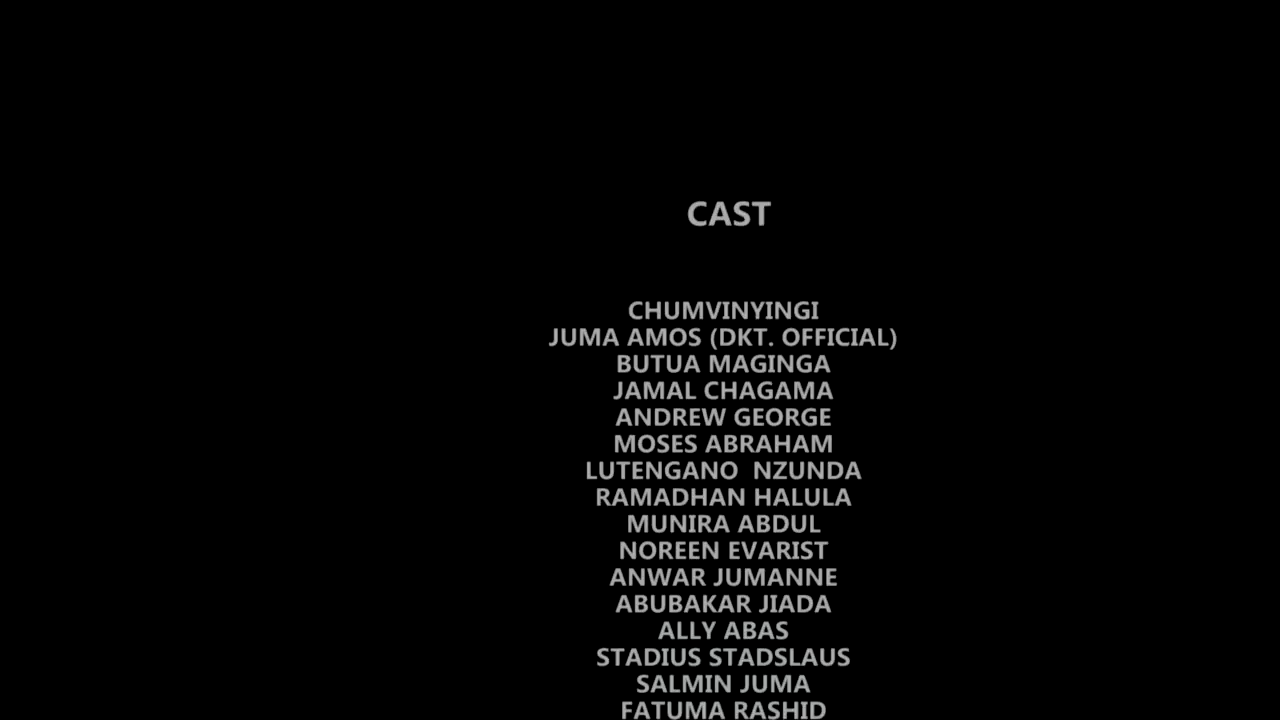 CAST
CHUMVINYINGI
JUMA AMOS (DKT. OFFICIAL)
BUTUA MAGINGA
JAMAL CHAGAMA
ANDREW GEORGE
MOSES ABRAHAM
LUTENGANO  NZUNDA
RAMADHAN HALULA
MUNIRA ABDUL
NOREEN EVARIST
ANWAR JUMANNE
ABUBAKAR JIADA
ALLY ABAS
STADIUS STADSLAUS
SALMIN JUMA
FATUMA RASHID